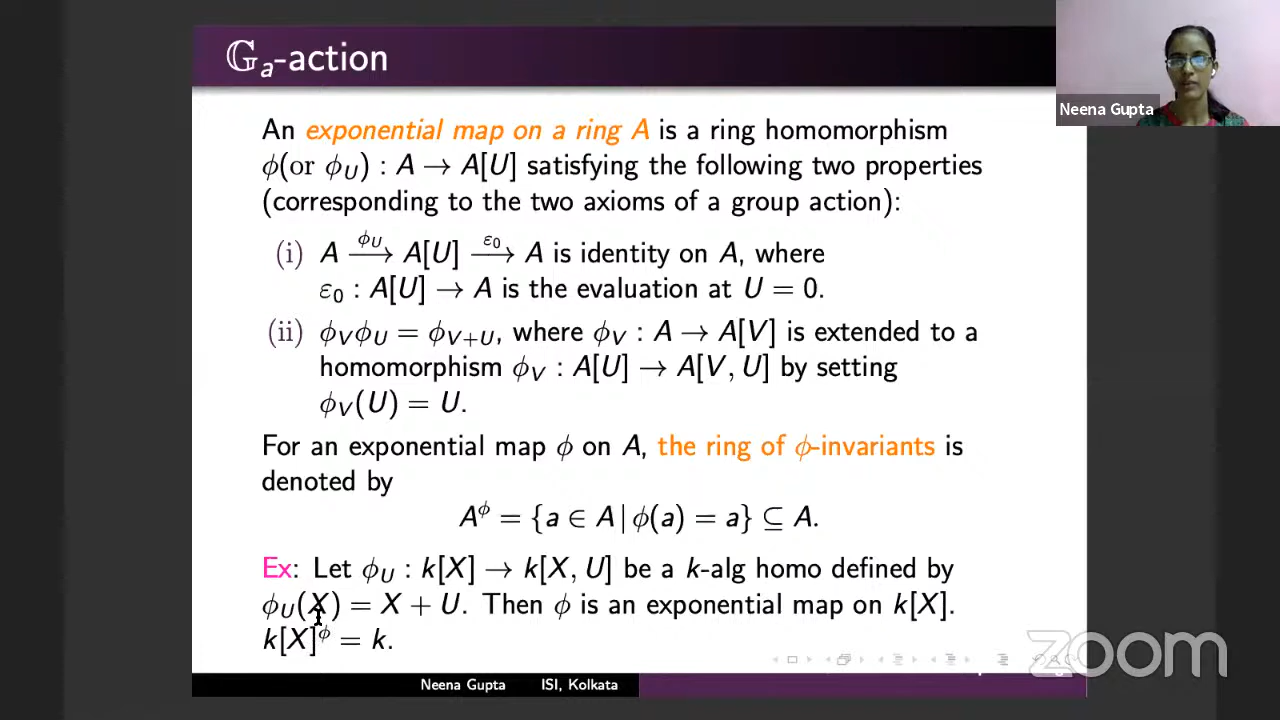 𝔾ₐ-action
Neena Gupta
An exponential map on a ring A is a ring homomorphism
ϕ(or ϕ_U) : A → A[U] satisfying the following two properties
(corresponding to the two axioms of a group action):
(i) A —ϕ_U→ A[U] —ε₀→ A is identity on A, where
ε₀ : A[U] → A is the evaluation at U = 0.
(ii) ϕ_V ϕ_U = ϕ_{V+U}, where ϕ_V : A → A[V] is extended to a
homomorphism ϕ_V : A[U] → A[V, U] by setting
ϕ_V(U) = U.
For an exponential map ϕ on A, the ring of ϕ-invariants is
denoted by
A^ϕ = {a ∈ A | ϕ(a) = a} ⊆ A.
Ex: Let ϕ_U : k[X] → k[X, U] be a k-alg homo defined by
ϕ_U(X) = X + U. Then ϕ is an exponential map on k[X].
k[X]^ϕ = k.
zoom
Neena Gupta ISI, Kolkata